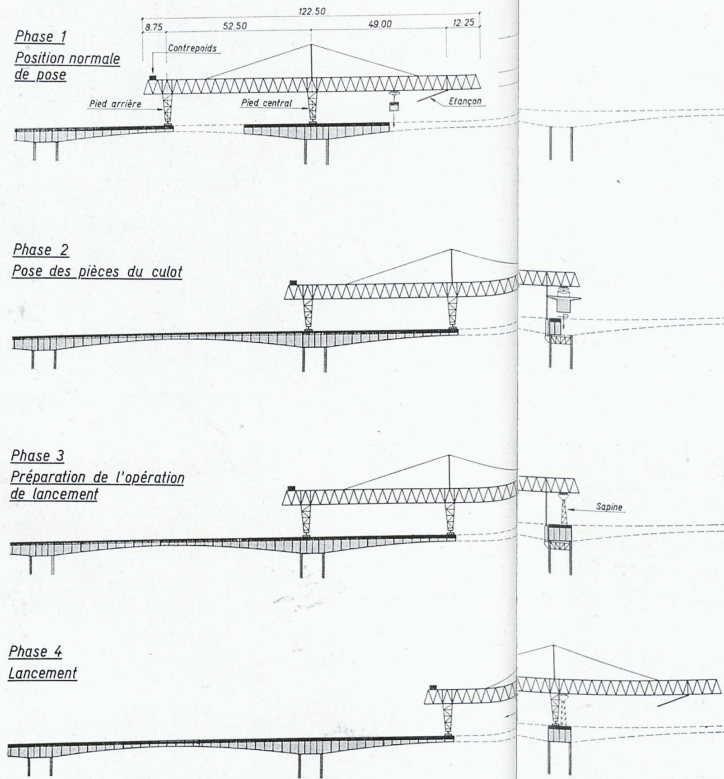 122.50
8.75 52.50 49.00 12.25
Phase 1
Position normale
de pose
Contrepoids
Pied arrière
Pied central
Etançon
Phase 2
Pose des pièces du culot
Phase 3
Préparation de l'opération
de lancement
Sapine
Phase 4
Lancement